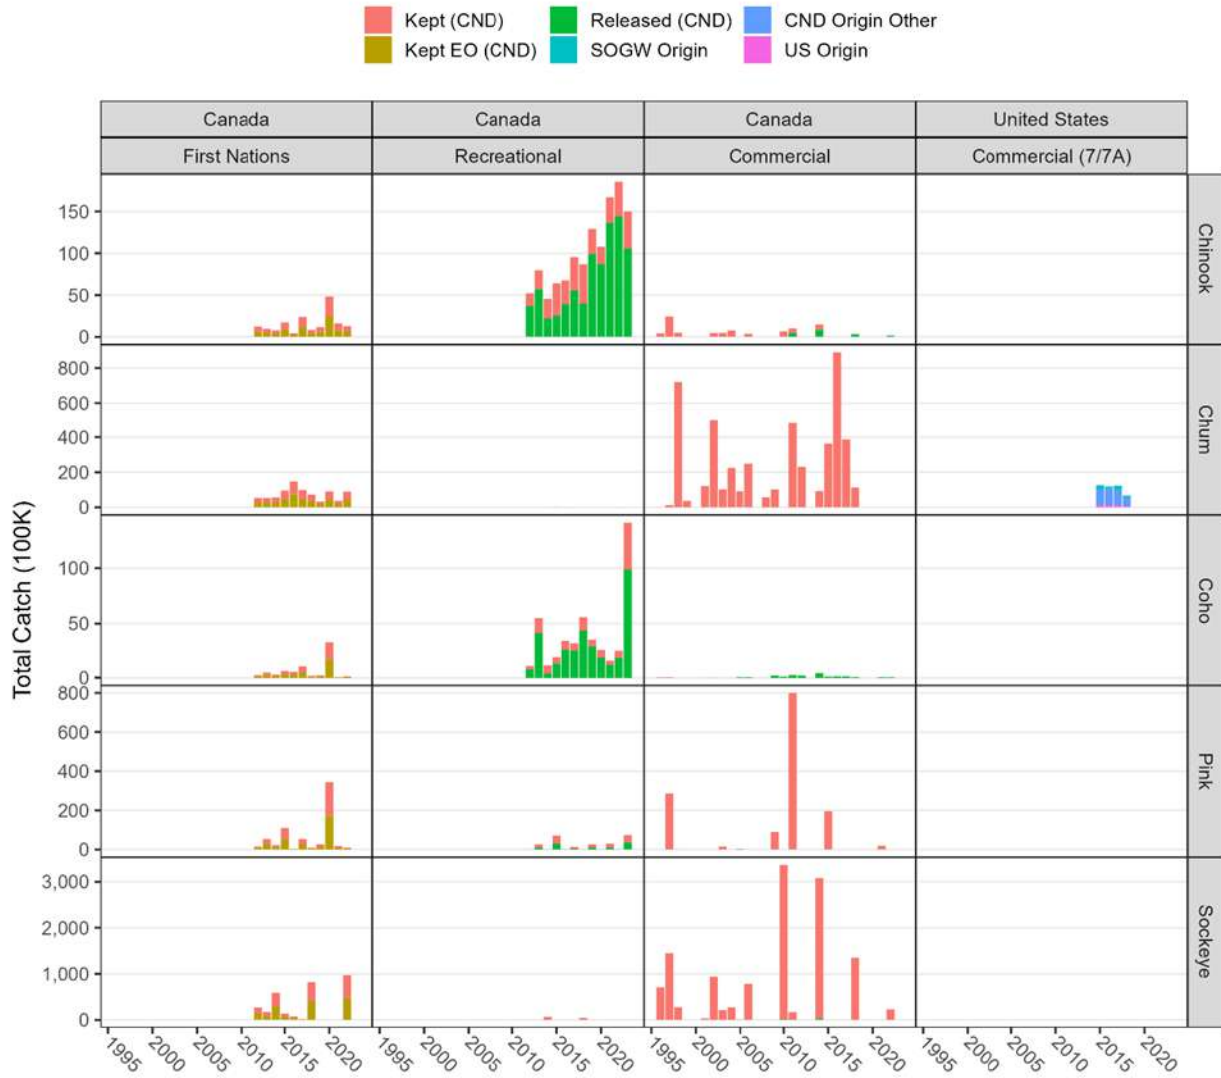 Kept (CND) Released (CND) CND Origin Other
Kept EO (CND) SOGW Origin US Origin
Canada Canada Canada United States
First Nations Recreational Commercial Commercial (7/7A)
Total Catch (100K)
150
100
50
0
Chinook
800
600
400
200
0
Chum
100
50
0
Coho
800
600
400
200
0
Pink
3,000
2,000
1,000
0
Sockeye
1995 2000 2005 2010 2015 2020 1995 2000 2005 2010 2015 2020 1995 2000 2005 2010 2015 2020 1995 2000 2005 2010 2015 2020